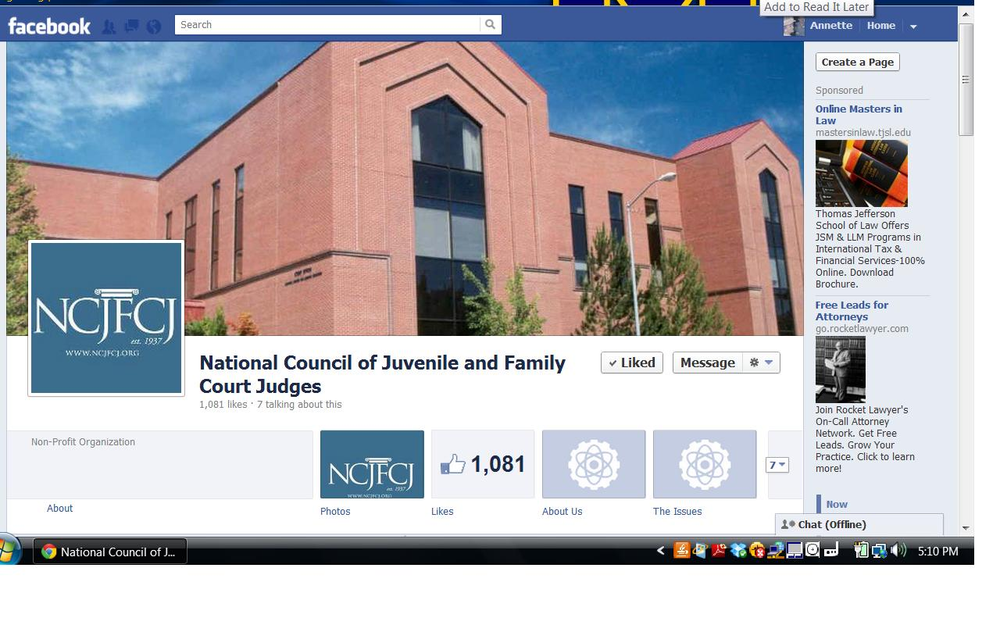 Add to Read It Later
facebook
Search
Annette
Home
Create a Page
Sponsored
Online Masters in
Law
mastersinlaw.tjsl.edu
Thomas Jefferson
School of Law Offers
JSM & LLM Programs in
International Tax &
Financial Services-100%
Online. Download
Brochure.
Free Leads for
Attorneys
go.rocketlawyer.com
Join Rocket Lawyer's
On-Call Attorney
Network. Get Free
Leads. Grow Your
Practice. Click to learn
more!
Now
NCJFCJ
est. 1937
WWW.NCJFCJ.ORG
National Council of Juvenile and Family
Court Judges
1,081 likes · 7 talking about this
Liked
Message
Non-Profit Organization
About
NCJFCJ
est. 1937
WWW.NCJFCJ.ORG
Photos
1,081
Likes
About Us
The Issues
7
Chat (Offline)
National Council of J...
5:10 PM